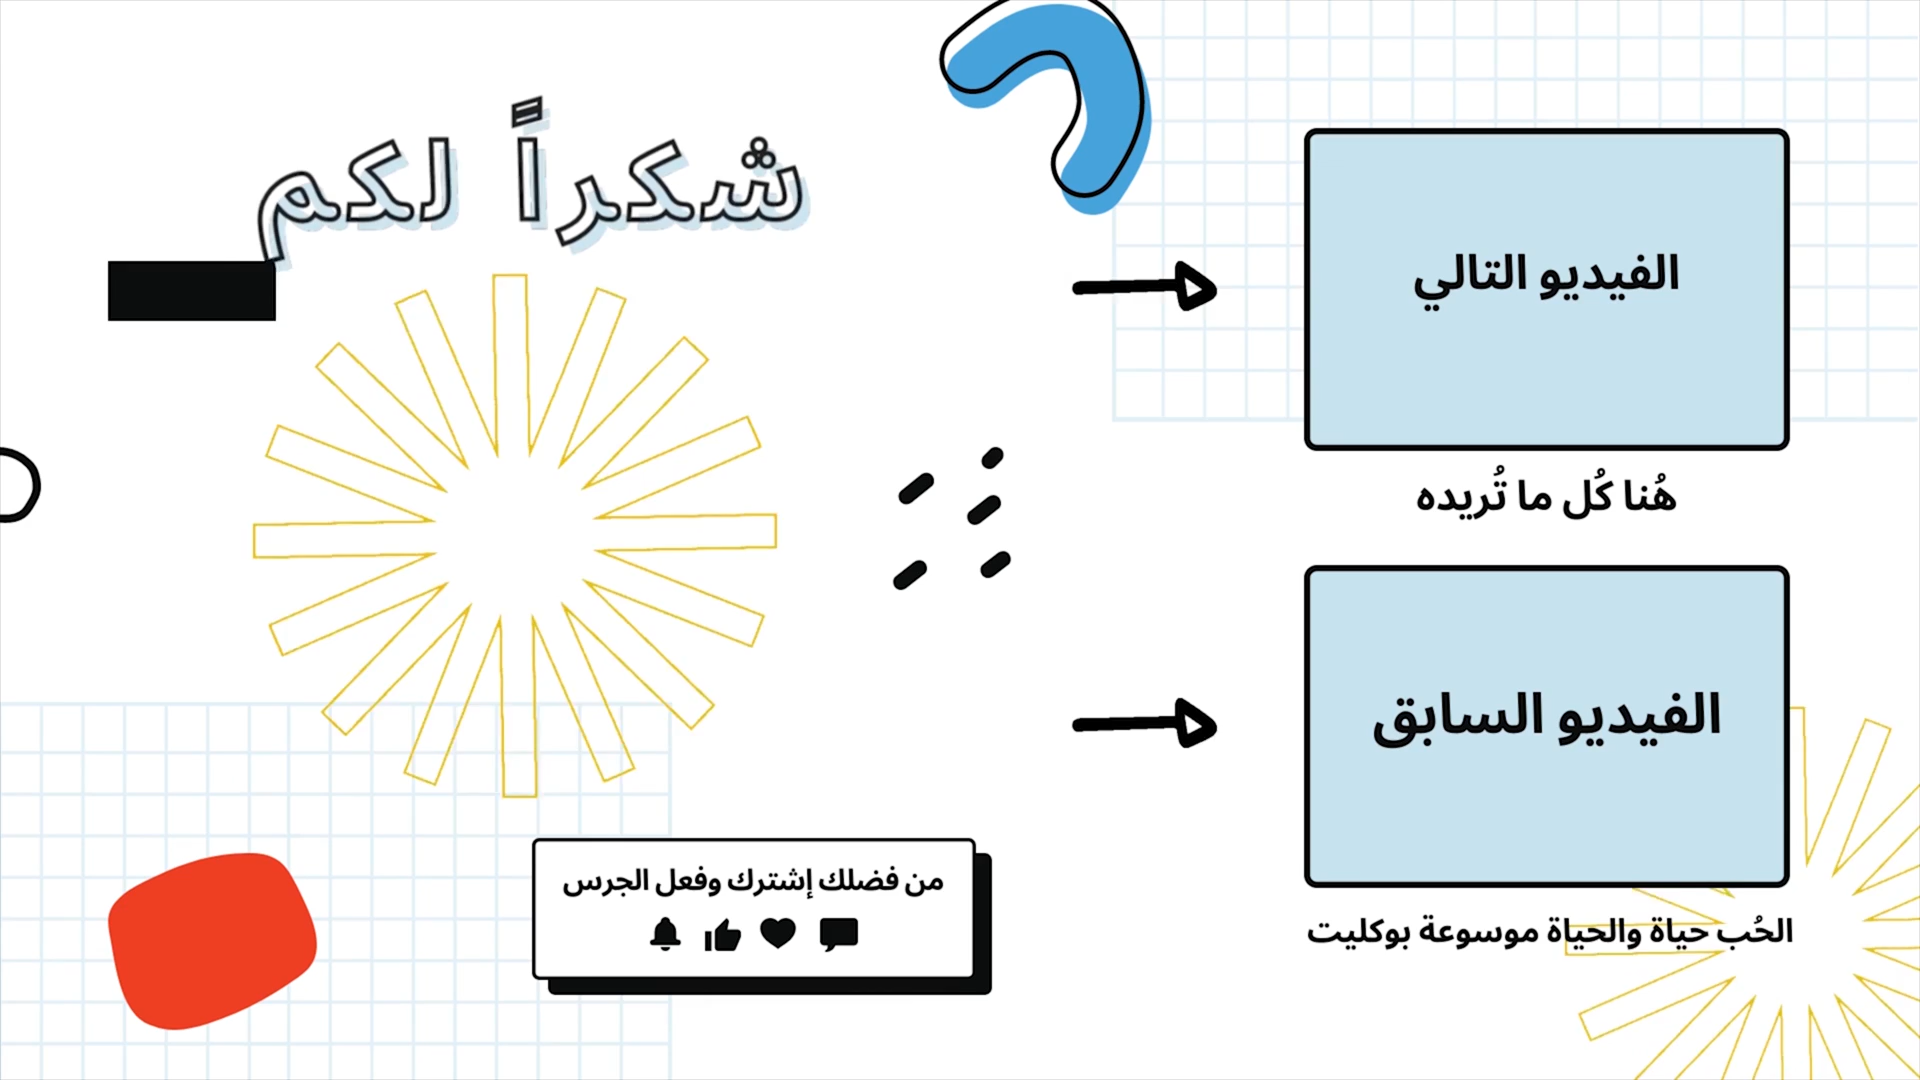 شكراً لكم
الفيديو التالي
هُنا كُل ما تُريده
الفيديو السابق
الحُب حياة والحياة موسوعة بوكليت
من فضلك إشترك وفعل الجرس